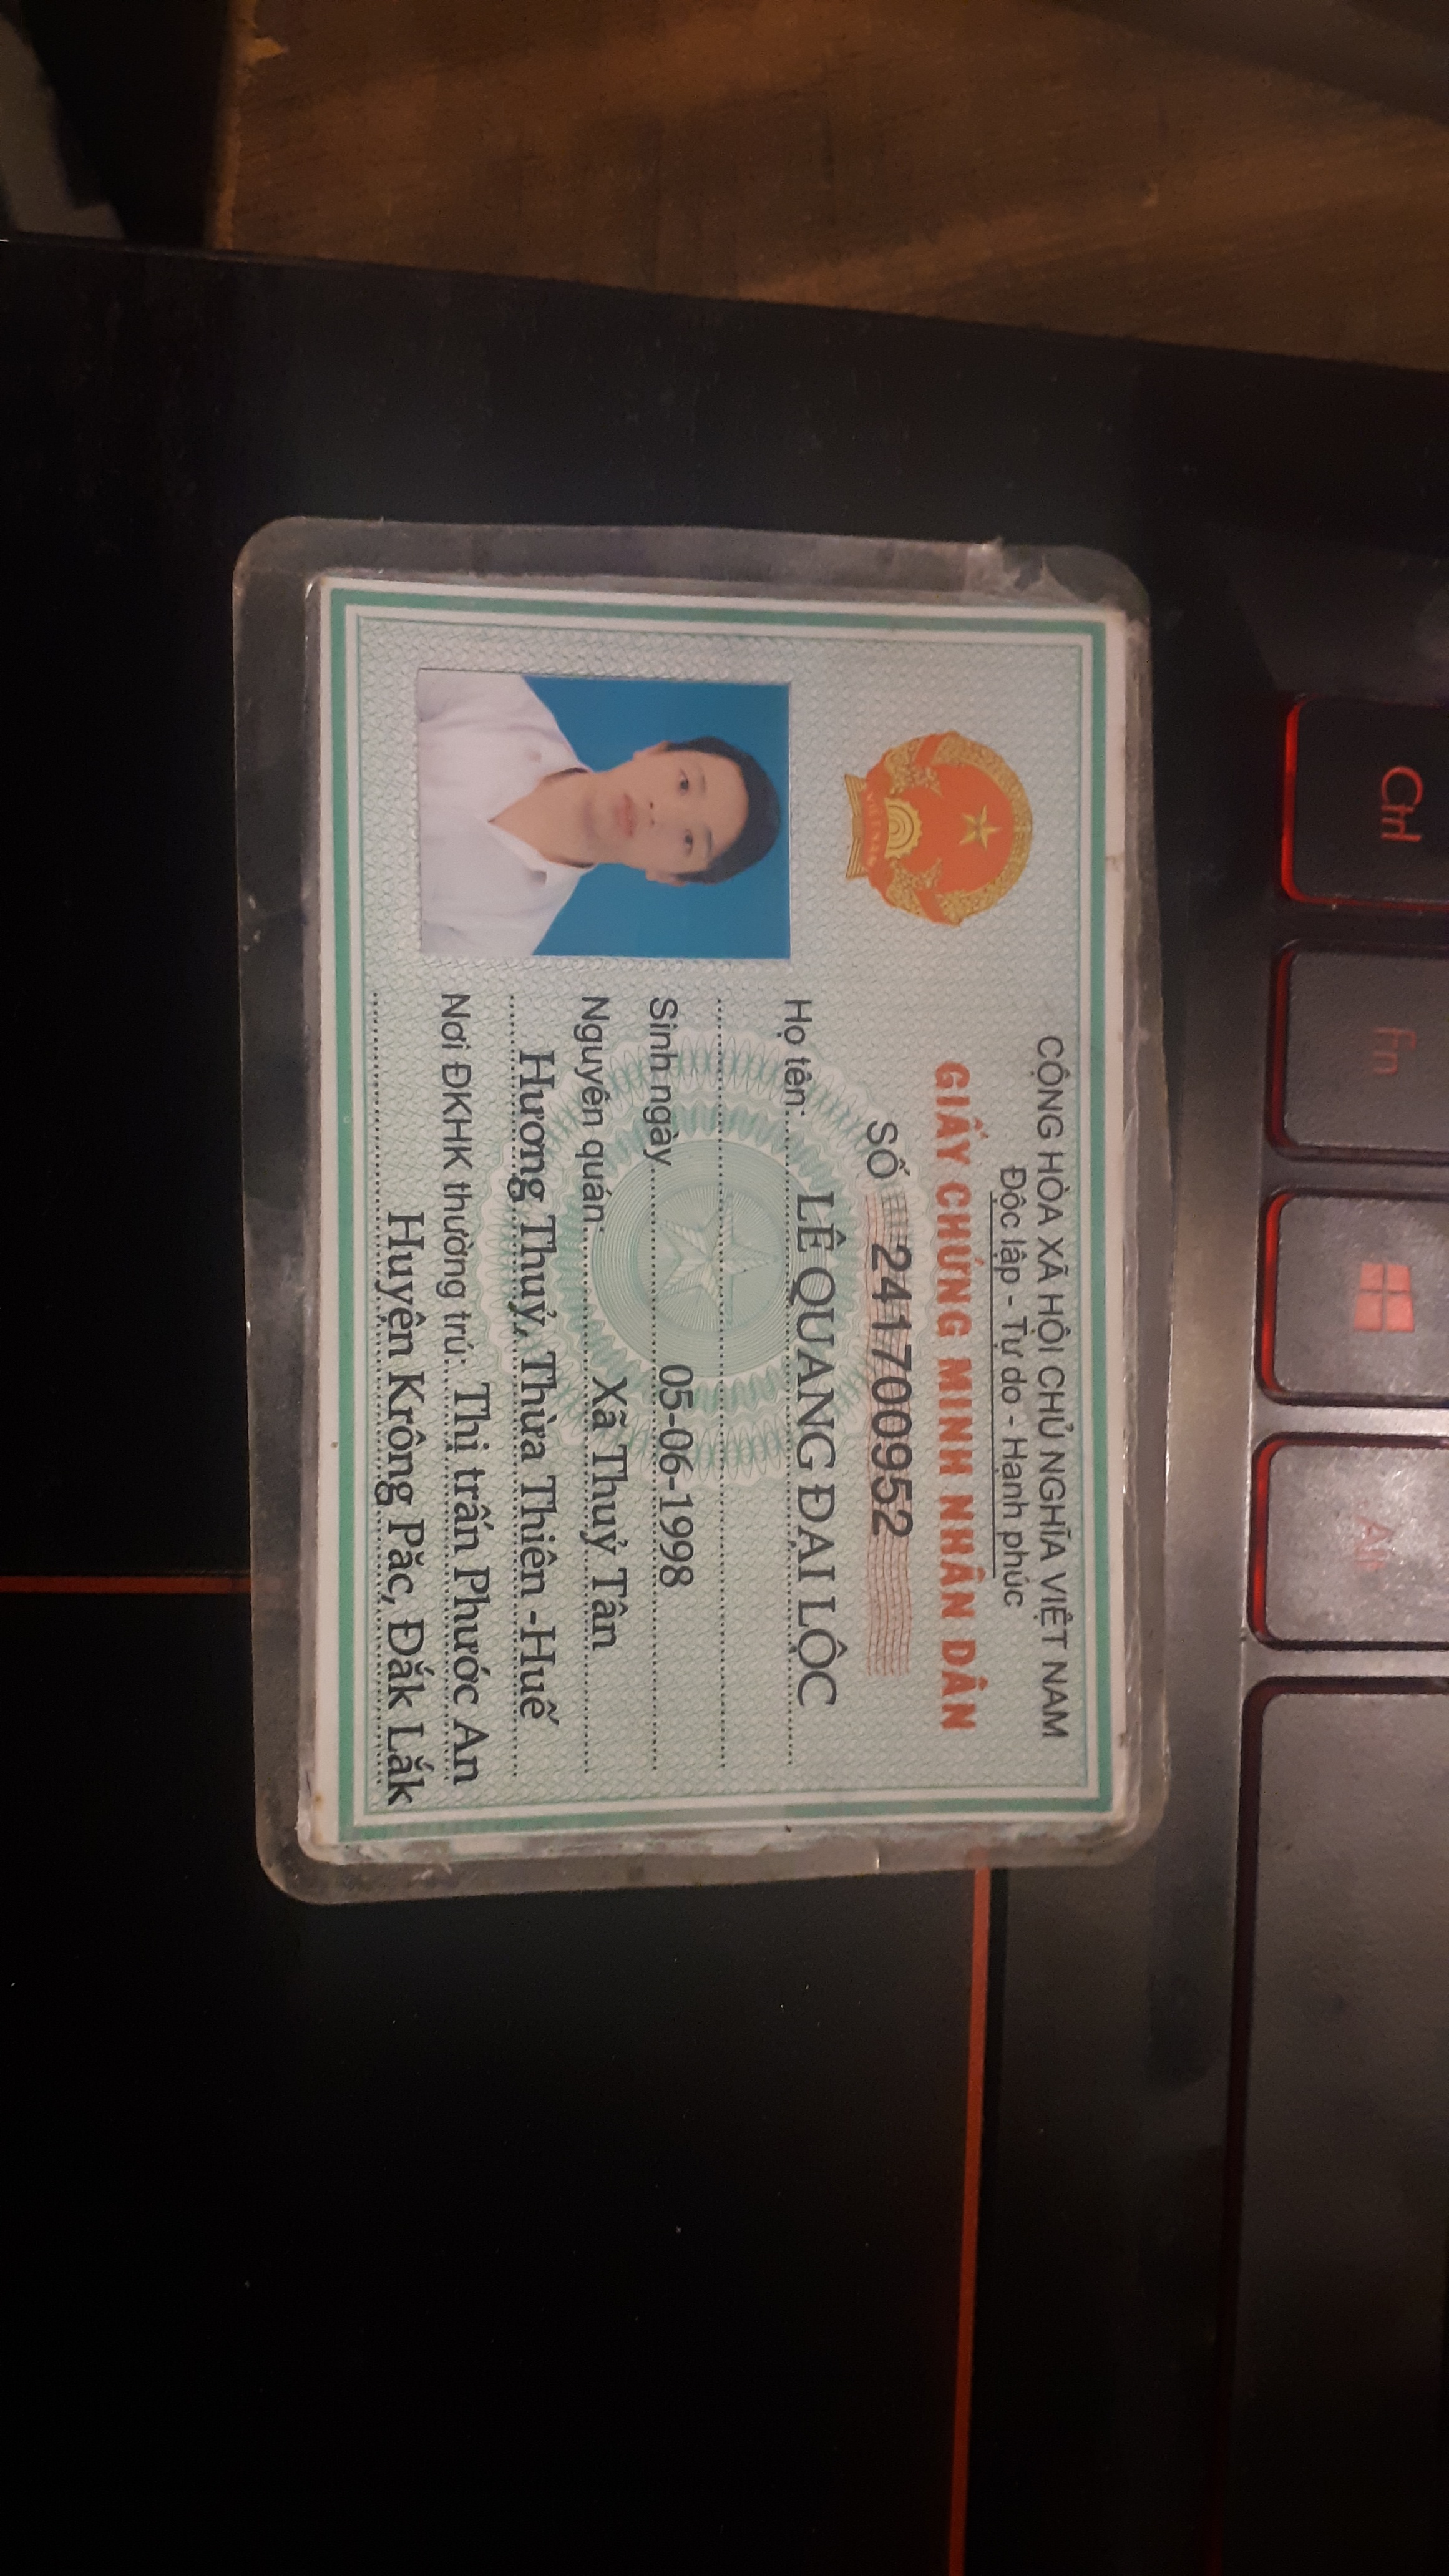 CỘNG HÒA XÃ HỘI CHỦ NGHĨA VIỆT NAM
Độc lập - Tự do - Hạnh phúc
GIẤY CHỨNG MINH NHÂN DÂN
SỐ 241700952
Họ tên: LÊ QUANG ĐẠI LỘC
Sinh ngày 05-06-1998
Nguyên quán: Xã Thuỷ Tân
Hương Thuỷ, Thừa Thiên -Huế
Nơi ĐKHK thường trú: Thị trấn Phước An
Huyện Krông Păc, Đắk Lắk
VIỆT NAM
Ctrl
Fn
Alt